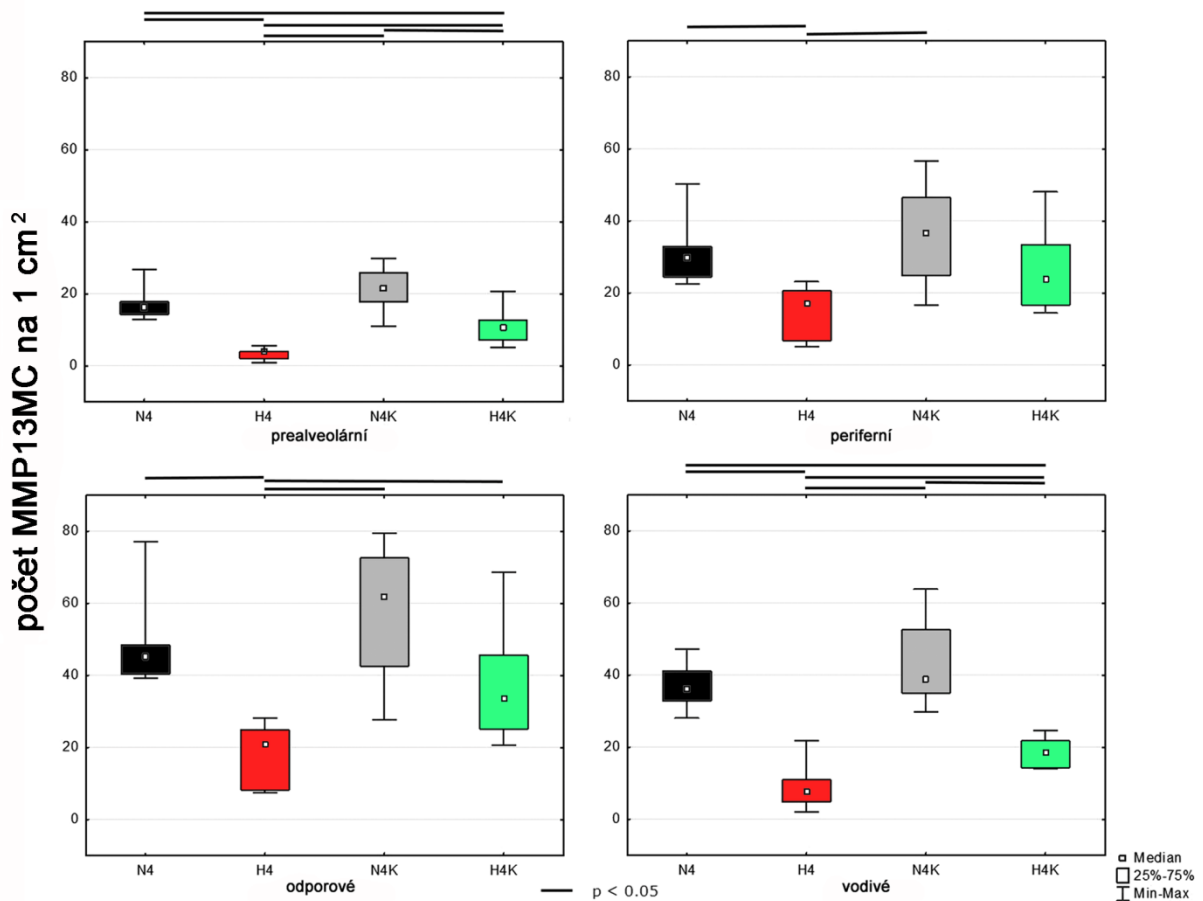 počet MMP13MC na 1 cm²
80
60
40
20
0
N4 H4 N4K H4K
prealveolární
80
60
40
20
0
N4 H4 N4K H4K
periferní
80
60
40
20
0
N4 H4 N4K H4K
odporové
80
60
40
20
0
N4 H4 N4K H4K
vodivé
p < 0.05
Median
25%-75%
Min-Max